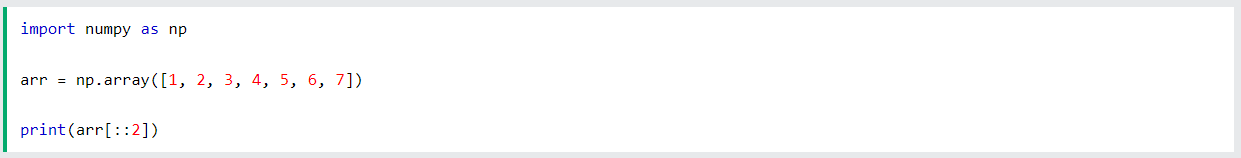 import numpy as np
arr = np.array([1, 2, 3, 4, 5, 6, 7])
print(arr[::2])